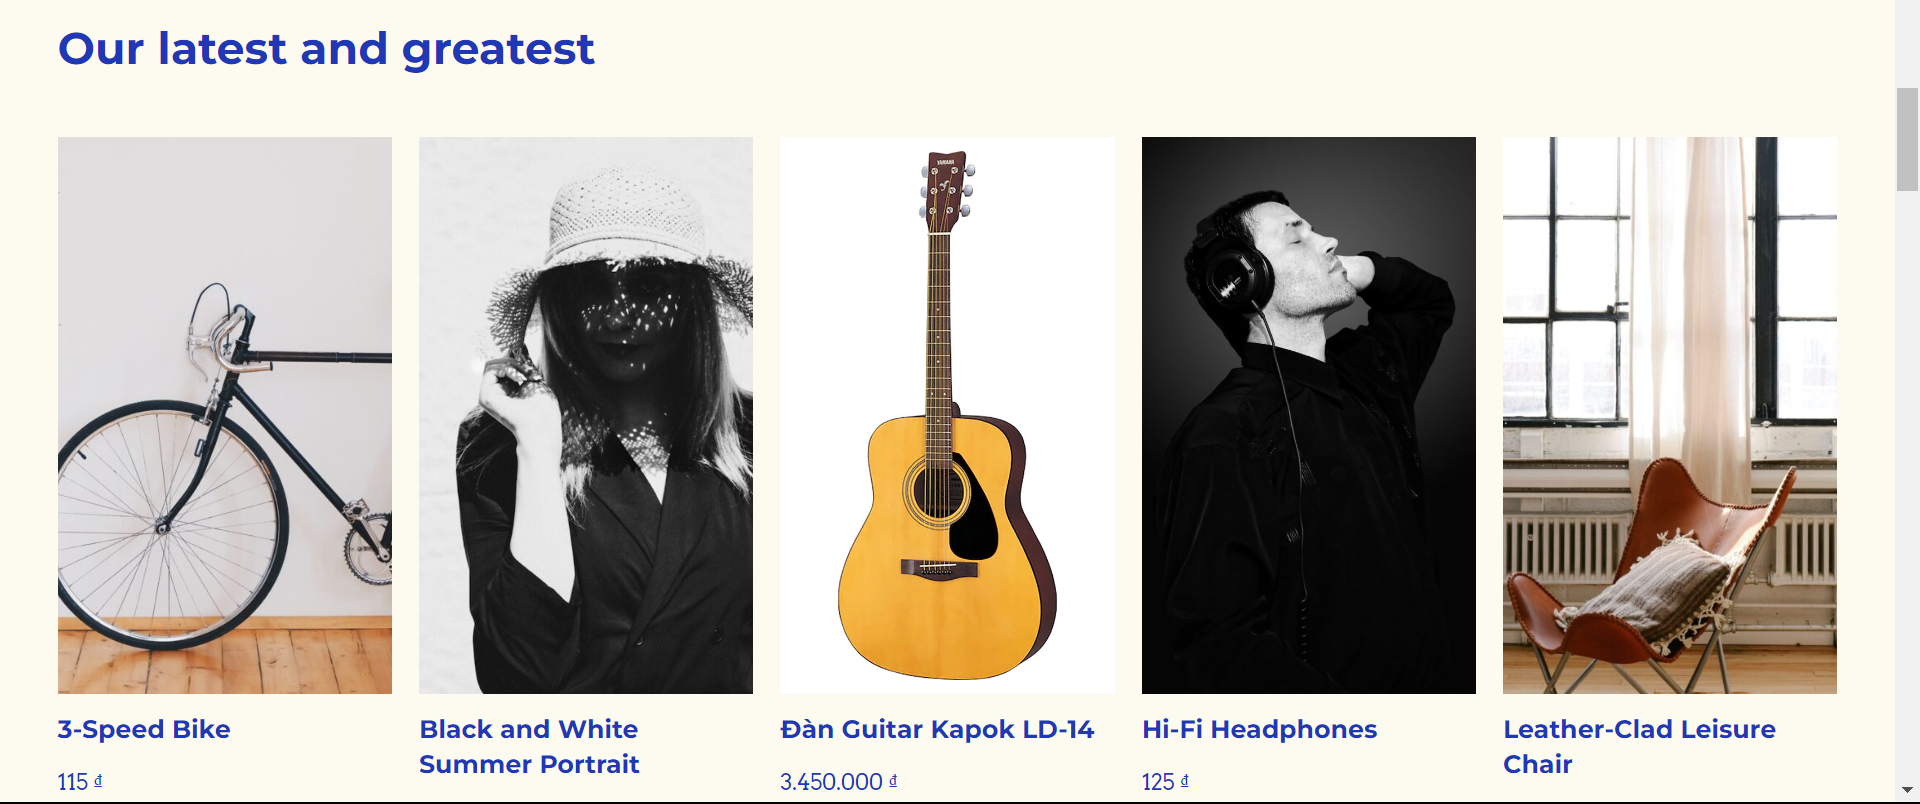 Our latest and greatest
YAMAHA
3-Speed Bike
115 ₫
Black and White
Summer Portrait
Đàn Guitar Kapok LD-14
3.450.000 ₫
Hi-Fi Headphones
125 ₫
Leather-Clad Leisure
Chair